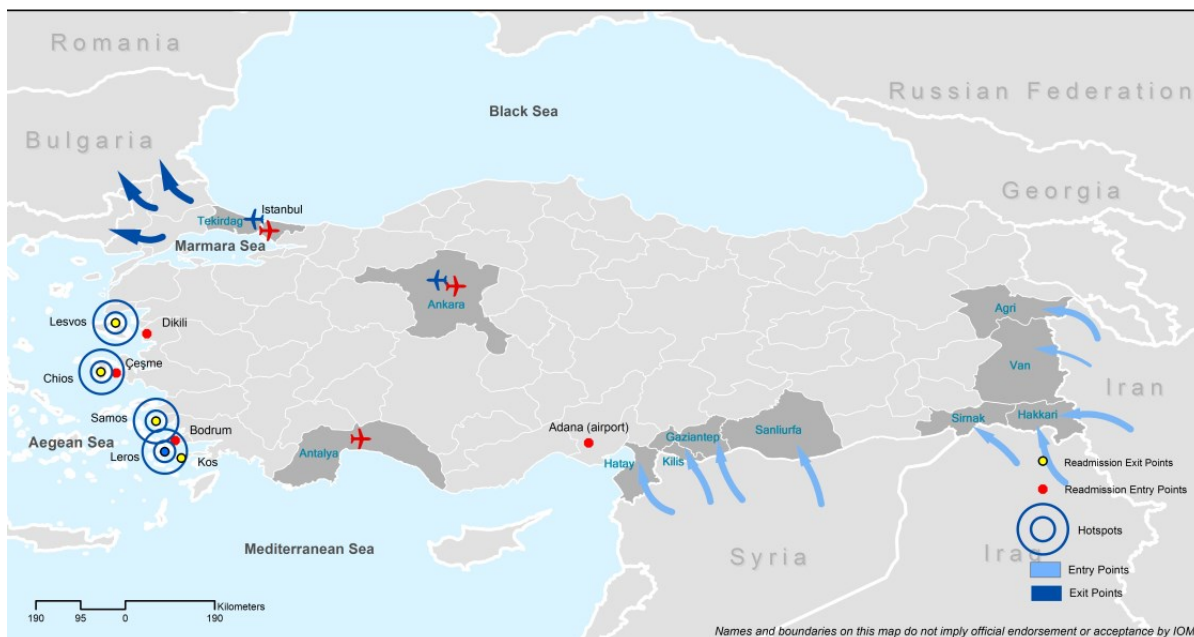 Romania
Russian Federation
Black Sea
Bulgaria
Georgia
Istanbul
Tekirdag
Marmara Sea
Ankara
Agri
Lesvos
Dikili
Van
Çeşme
Chios
Iran
Samos
Sirnak
Hakkari
Bodrum
Adana (airport)
Gaziantep
Sanliurfa
Aegean Sea
Leros
Kos
Antalya
Hatay
Kilis
Readmission Exit Points
Readmission Entry Points
Mediterranean Sea
Syria
Iraq
Hotspots
Entry Points
Kilometers
Exit Points
190 95 0 190
Names and boundaries on this map do not imply official endorsement or acceptance by IOM